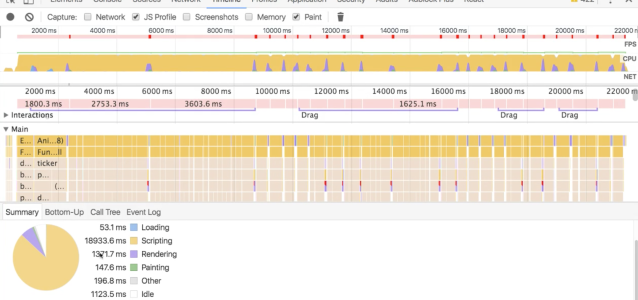 Capture: Network JS Profile Screenshots Memory Paint
2000 ms 4000 ms 6000 ms 8000 ms 10000 ms 12000 ms 14000 ms 16000 ms 18000 ms 20000 ms 22000 m
FPS
CPU
NET
2000 ms 4000 ms 6000 ms 8000 ms 10000 ms 12000 ms 14000 ms 16000 ms 18000 ms 20000 ms 22000 m
1800.3 ms 2753.3 ms 3603.6 ms 1625.1 ms
Interactions Drag Drag Drag
Main
E... Ani...8)
F... Fun...ll
d... ticker
b... p...
b... (...
p... d...
Summary Bottom-Up Call Tree Event Log
53.1 ms Loading
18933.6 ms Scripting
1371.7 ms Rendering
147.6 ms Painting
196.8 ms Other
1123.5 ms Idle